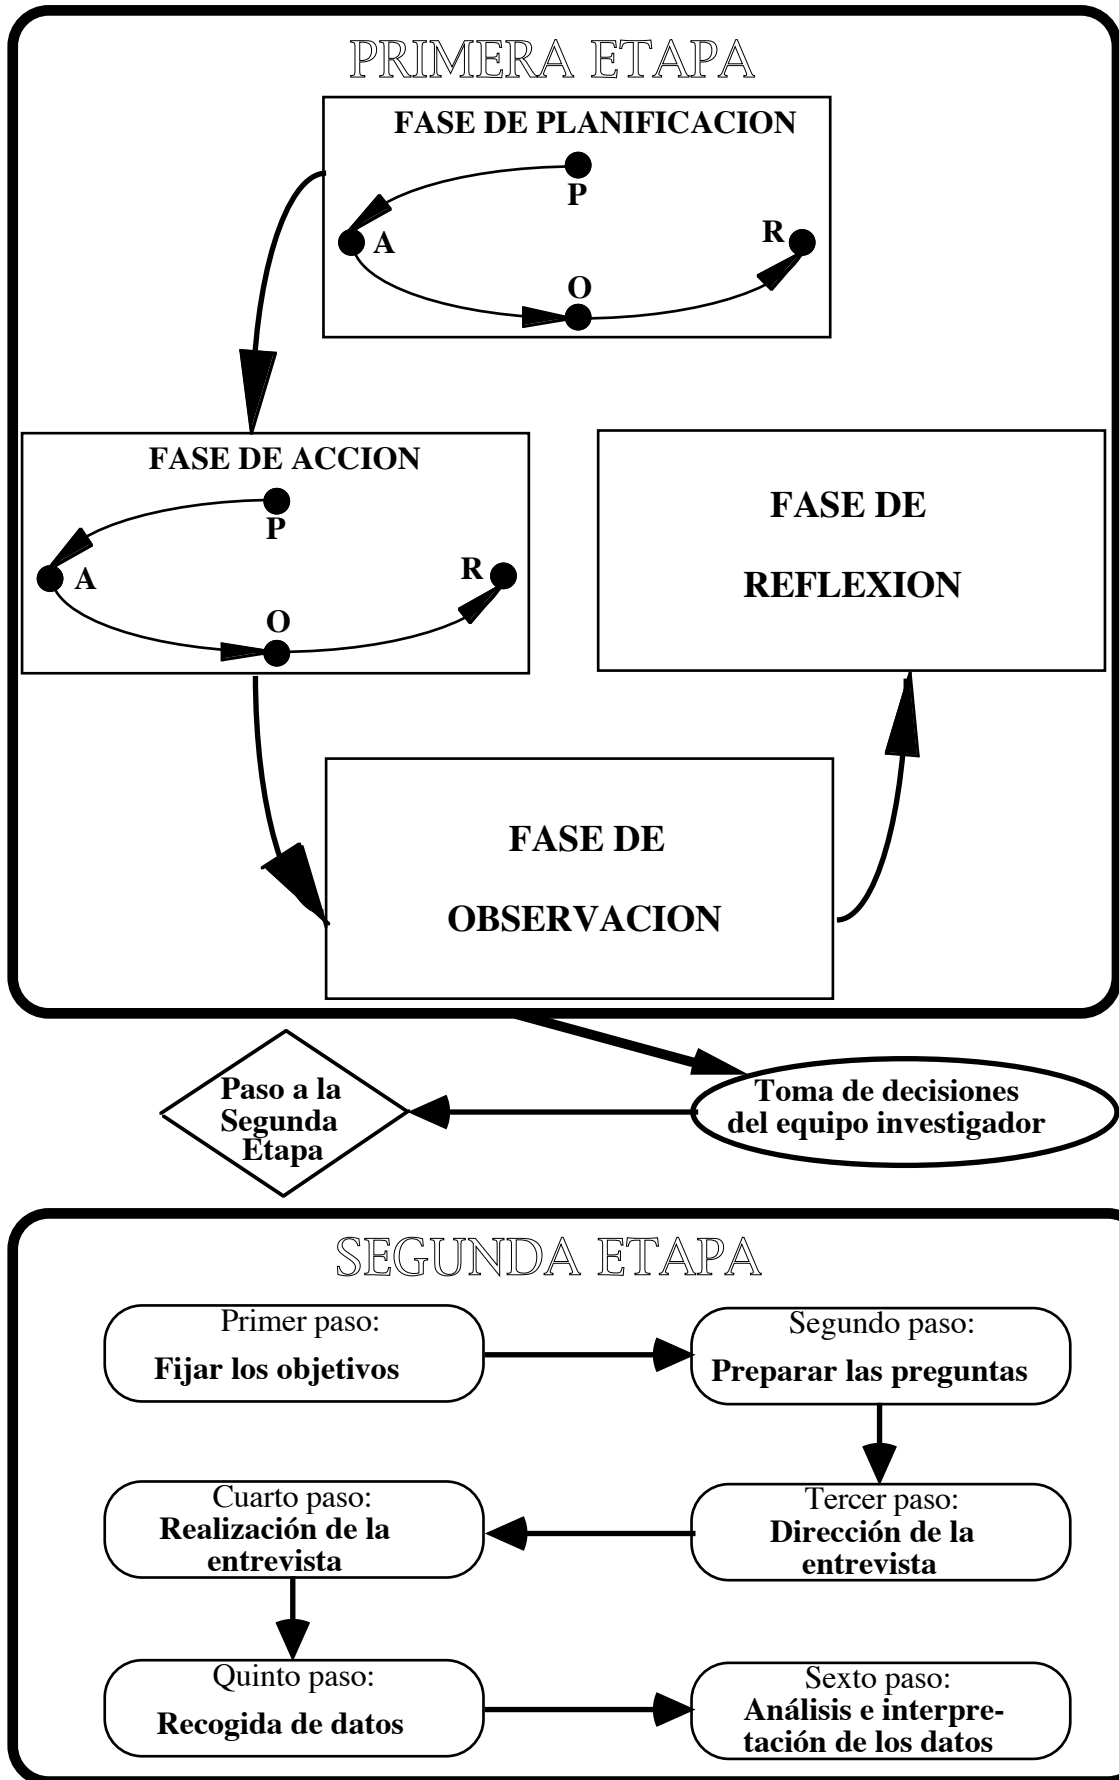 PRIMERA ETAPA
FASE DE PLANIFICACION
P
A
R
O
FASE DE ACCION
P
A
R
O
FASE DE
REFLEXION
FASE DE
OBSERVACION
Paso a la
Segunda
Etapa
Toma de decisiones
del equipo investigador
SEGUNDA ETAPA
Primer paso:
Fijar los objetivos
Segundo paso:
Preparar las preguntas
Cuarto paso:
Realización de la
entrevista
Tercer paso:
Dirección de la
entrevista
Quinto paso:
Recogida de datos
Sexto paso:
Análisis e interpre-
tación de los datos